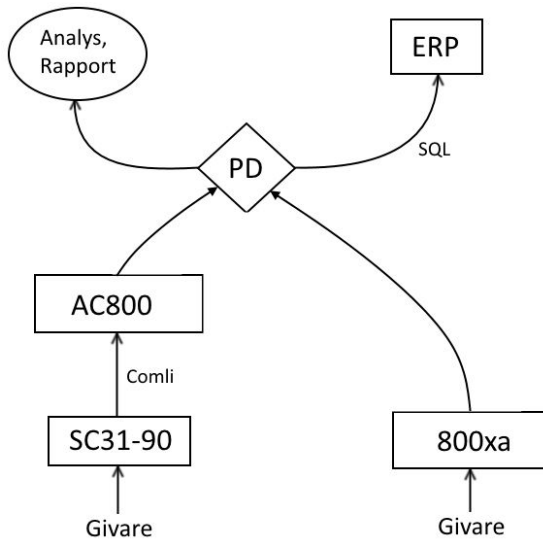 Analys,
Rapport
ERP
SQL
PD
AC800
Comli
SC31-90
800xa
Givare
Givare